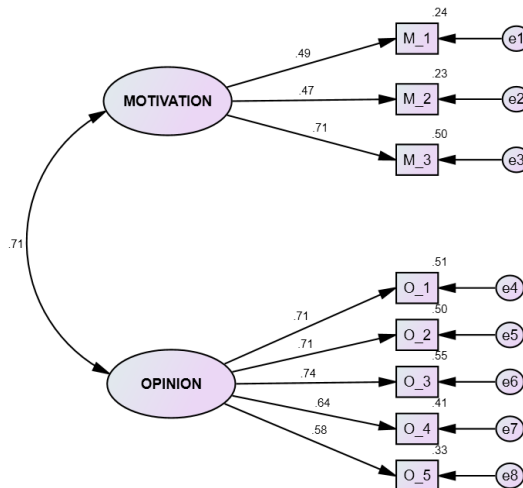 .24
M_1
e1
.49
.23
MOTIVATION
.47
M_2
e2
.71
.50
M_3
e3
.71
.51
O_1
e4
.71
.50
O_2
e5
.71
.55
OPINION
.74
O_3
e6
.64
.41
O_4
e7
.58
.33
O_5
e8